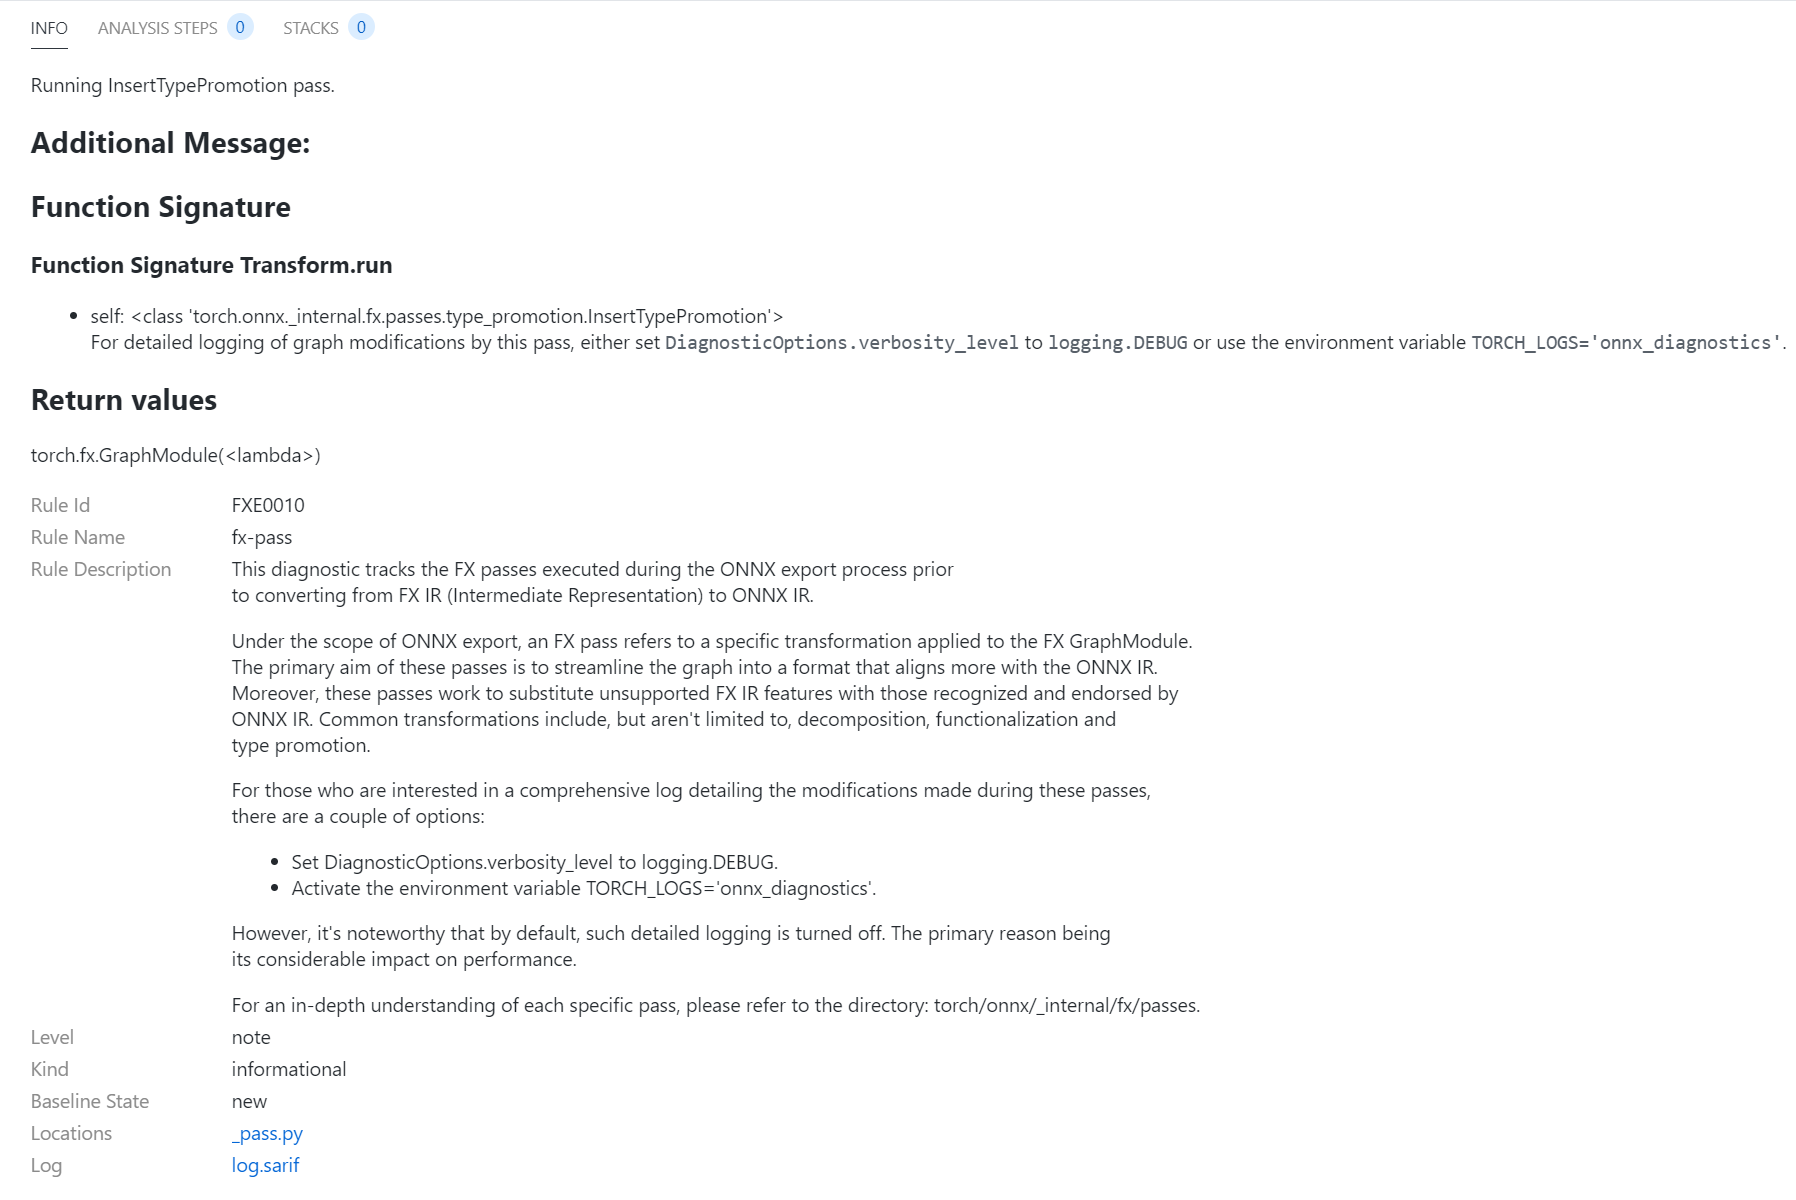 INFO ANALYSIS STEPS 0 STACKS 0
Running InsertTypePromotion pass.
Additional Message:
Function Signature
Function Signature Transform.run
• self: <class 'torch.onnx._internal.fx.passes.type_promotion.InsertTypePromotion'>
For detailed logging of graph modifications by this pass, either set DiagnosticOptions.verbosity_level to logging.DEBUG or use the environment variable TORCH_LOGS='onnx_diagnostics'.
Return values
torch.fx.GraphModule(<lambda>)
Rule Id FXE0010
Rule Name fx-pass
Rule Description This diagnostic tracks the FX passes executed during the ONNX export process prior
to converting from FX IR (Intermediate Representation) to ONNX IR.
Under the scope of ONNX export, an FX pass refers to a specific transformation applied to the FX GraphModule.
The primary aim of these passes is to streamline the graph into a format that aligns more with the ONNX IR.
Moreover, these passes work to substitute unsupported FX IR features with those recognized and endorsed by
ONNX IR. Common transformations include, but aren't limited to, decomposition, functionalization and
type promotion.
For those who are interested in a comprehensive log detailing the modifications made during these passes,
there are a couple of options:
• Set DiagnosticOptions.verbosity_level to logging.DEBUG.
• Activate the environment variable TORCH_LOGS='onnx_diagnostics'.
However, it's noteworthy that by default, such detailed logging is turned off. The primary reason being
its considerable impact on performance.
For an in-depth understanding of each specific pass, please refer to the directory: torch/onnx/_internal/fx/passes.
Level note
Kind informational
Baseline State new
Locations _pass.py
Log log.sarif